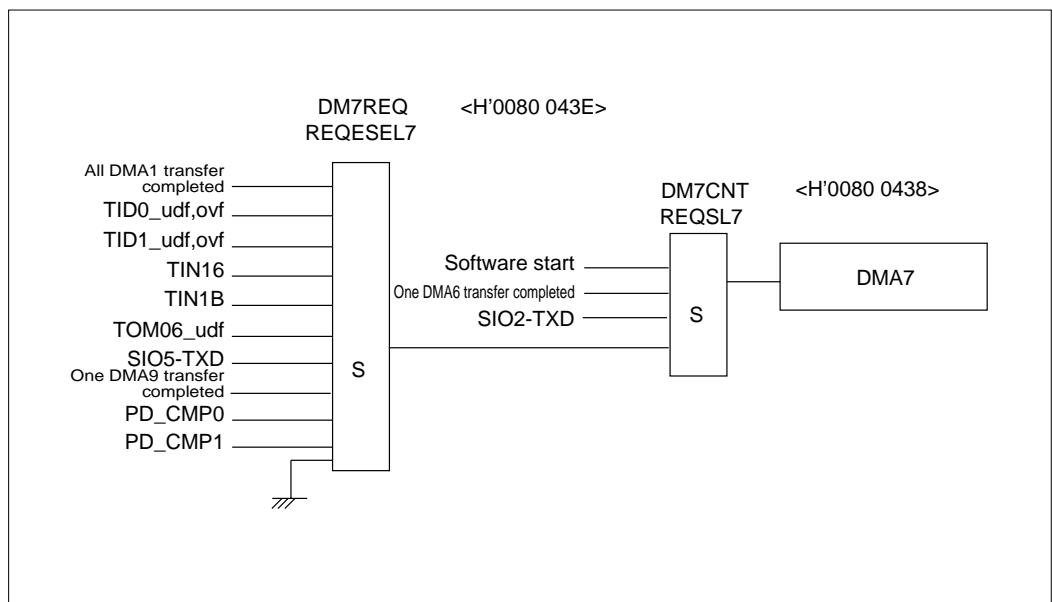 DM7REQ <H'0080 043E>
REQESEL7
All DMA1 transfer
completed
TID0_udf,ovf
TID1_udf,ovf
TIN16
TIN1B
TOM06_udf
SIO5-TXD
One DMA9 transfer
completed
PD_CMP0
PD_CMP1
S
DM7CNT <H'0080 0438>
REQSL7
Software start
One DMA6 transfer completed
SIO2-TXD
S
DMA7